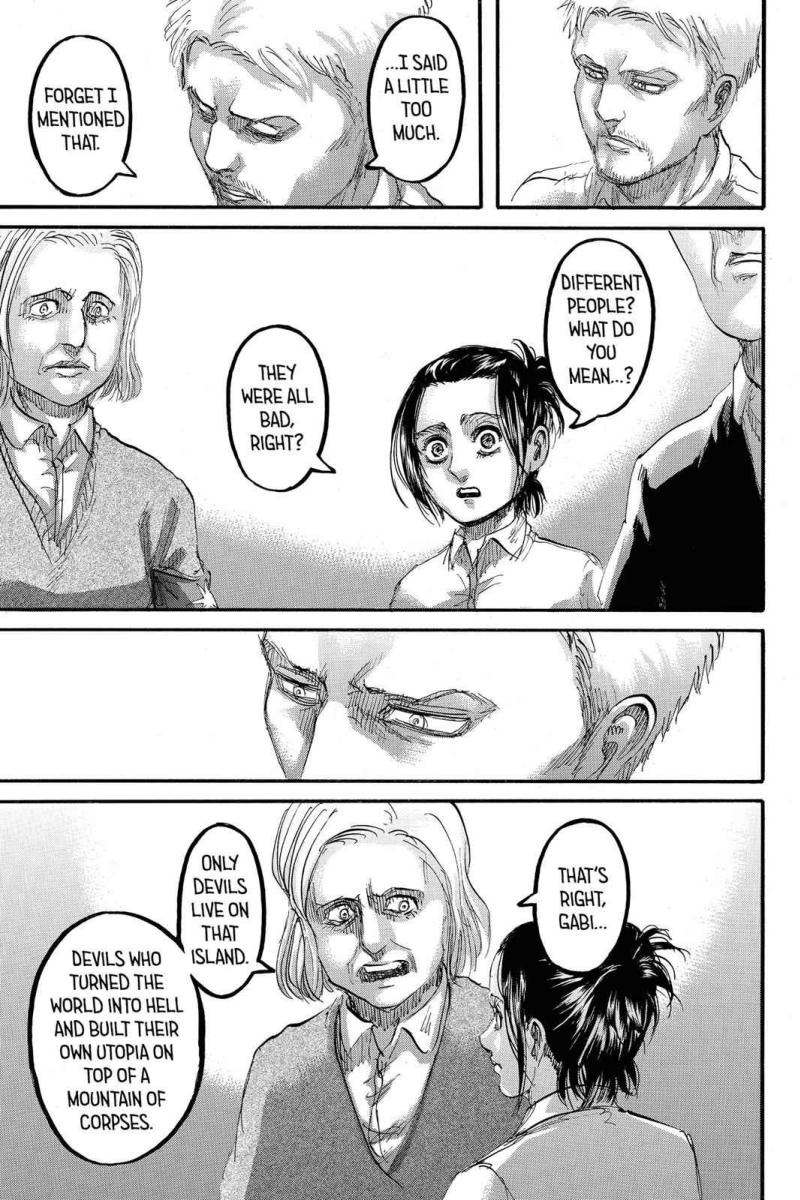 ...I SAID
A LITTLE
TOO
MUCH.
FORGET I
MENTIONED
THAT.
DIFFERENT
PEOPLE?
WHAT DO
YOU
MEAN...?
THEY
WERE ALL
BAD,
RIGHT?
THAT'S
RIGHT,
GABI...
ONLY
DEVILS
LIVE ON
THAT
ISLAND.
DEVILS WHO
TURNED THE
WORLD INTO HELL
AND BUILT THEIR
OWN UTOPIA ON
TOP OF A
MOUNTAIN OF
CORPSES.